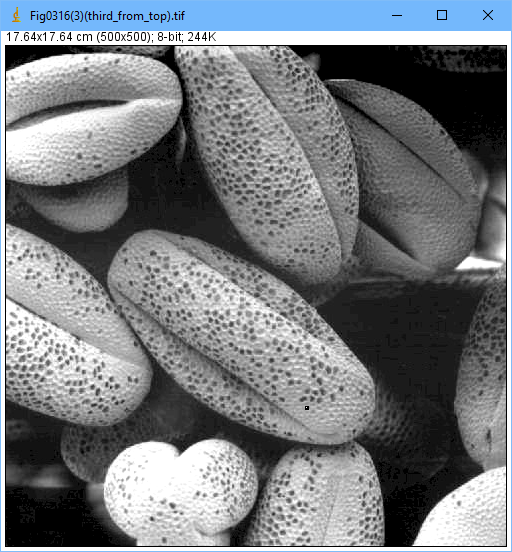 Fig0316(3)(third_from_top).tif
17.64x17.64 cm (500x500); 8-bit; 244K